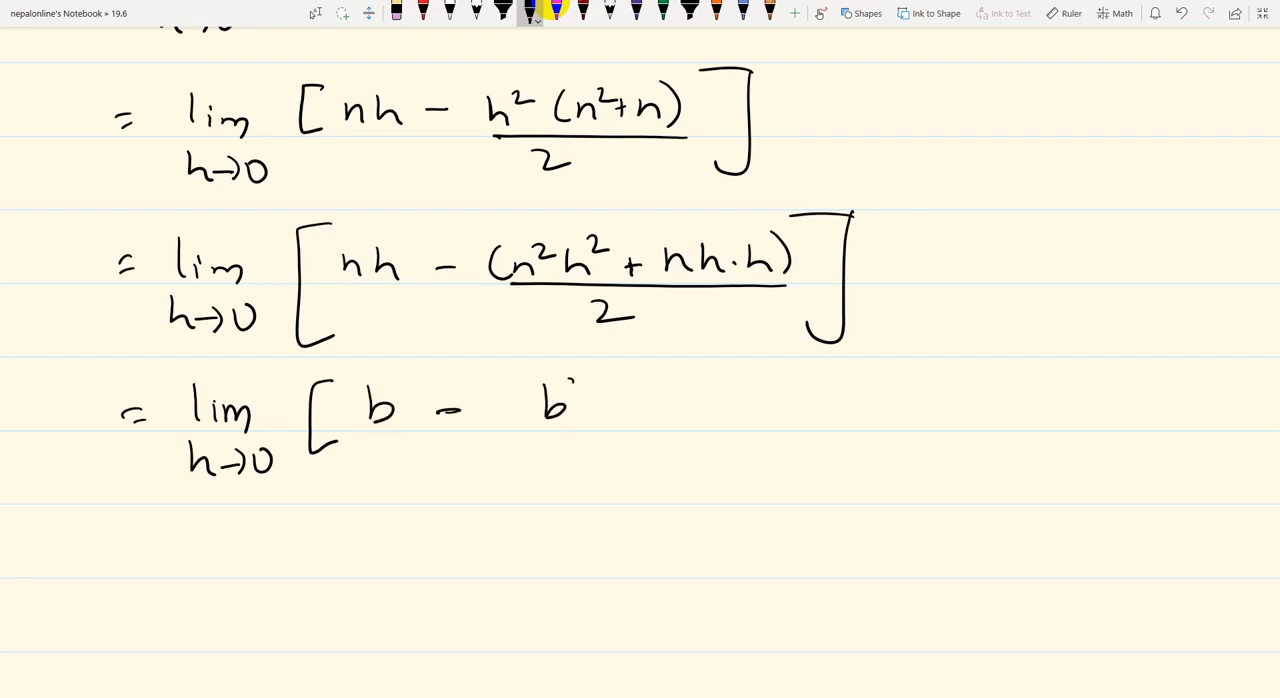 nepalonline's Notebook » 19.6 Shapes Ink to Shape Ink to Text Ruler Math
= lim h→0 [ nh - h² (n²+n) / 2 ]
= lim h→0 [ nh - (n²h² + nh·h) / 2 ]
= lim h→0 [ b - b